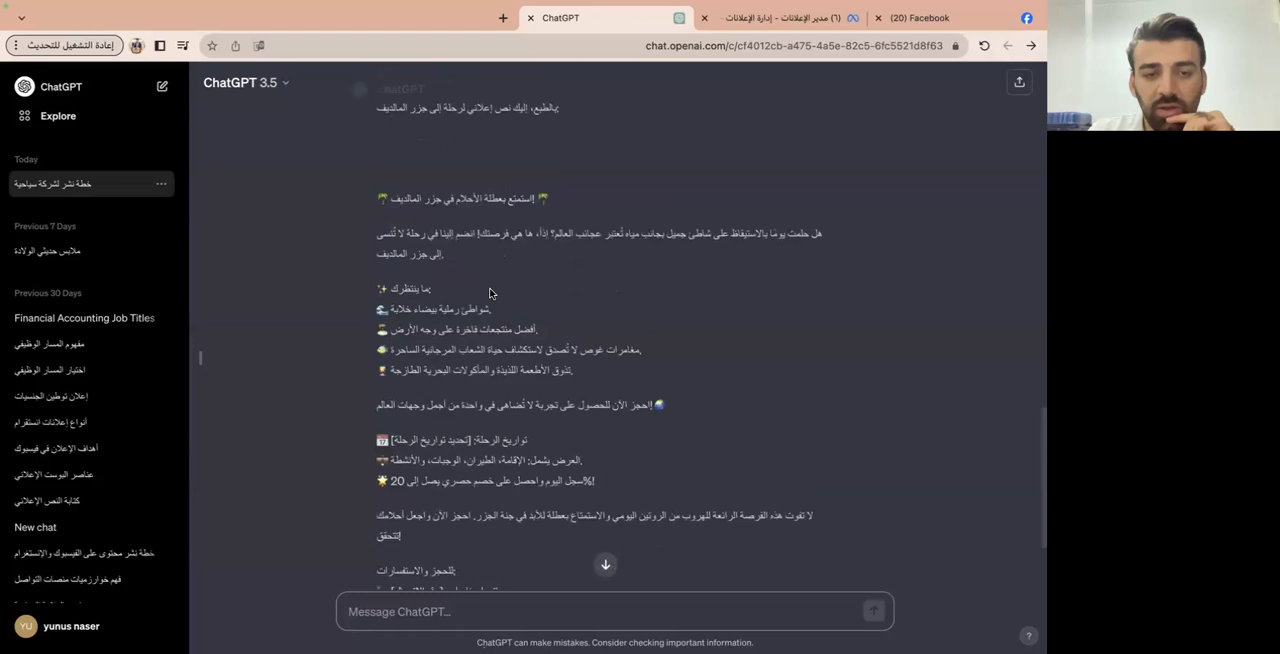 ChatGPT
(٦) مدير الإعلانات - إدارة الإعلانات
(20) Facebook
إعادة التشغيل للتحديث
chat.openai.com/c/cf4012cb-a475-4a5e-82c5-6fc5521d8f63
ChatGPT
Explore
Today
خطة نشر لشركة سياحية
Previous 7 Days
ملابس حديثي الولادة
Previous 30 Days
Financial Accounting Job Titles
مفهوم المسار الوظيفي
اختيار المسار الوظيفي
إعلان توطين الجنسيات
أنواع إعلانات انستقرام
أهداف الإعلان في فيسبوك
عناصر البوست الإعلاني
كتابة النص الإعلاني
New chat
خطة نشر محتوى على الفيسبوك والإنستغرام
فهم خوارزميات منصات التواصل
YU
yunus naser
ChatGPT 3.5
ChatGPT
بالطبع، إليك نص إعلاني لرحلة إلى جزر المالديف:
🌴 استمتع بعطلة الأحلام في جزر المالديف! 🌴
هل حلمت يومًا بالاستيقاظ على شاطئ جميل بجانب مياه تُعتبر عجائب العالم؟ إذاً، ها هي فرصتك! انضم إلينا في رحلة لا تُنسى
إلى جزر المالديف.
✨ ما ينتظرك:
🌊 شواطئ رملية بيضاء خلابة.
🏝️ أفضل منتجعات فاخرة على وجه الأرض.
🐠 مغامرات غوص لا تُصدق لاستكشاف حياة الشعاب المرجانية الساحرة.
🍹 تذوق الأطعمة اللذيذة والمأكولات البحرية الطازجة.
احجز الآن للحصول على تجربة لا تُضاهى في واحدة من أجمل وجهات العالم! 🌏
📅 تواريخ الرحلة: [تحديد تواريخ الرحلة]
العرض يشمل: الإقامة، الطيران، الوجبات، والأنشطة.
🌟 سجل اليوم واحصل على خصم حصري يصل إلى 20%!
لا تفوت هذه الفرصة الرائعة للهروب من الروتين اليومي والاستمتاع بعطلة للأبد في جنة الجزر. احجز الآن واجعل أحلامك
تتحقق!
للحجز والاستفسارات:
Message ChatGPT...
ChatGPT can make mistakes. Consider checking important information.
?